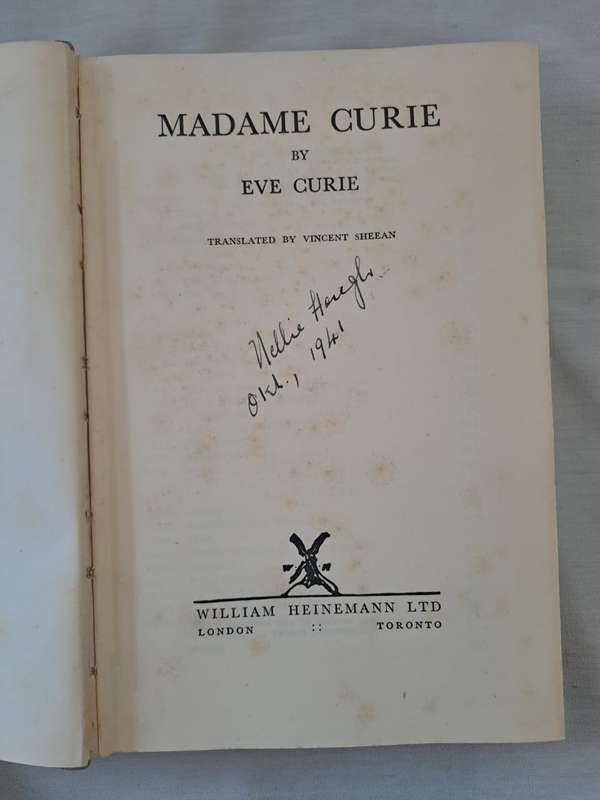 MADAME CURIE
BY
EVE CURIE
TRANSLATED BY VINCENT SHEEAN
Nellie
Okt., 1941
W H
WILLIAM HEINEMANN LTD
LONDON :: TORONTO